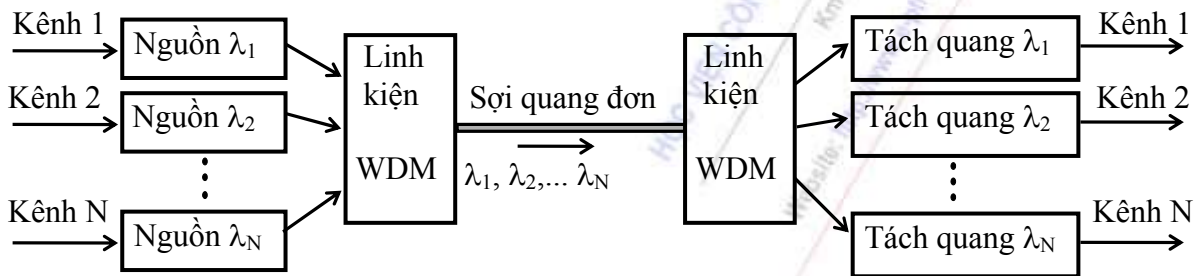 Kênh 1
Nguồn λ1
Kênh 2
Nguồn λ2
Kênh N
Nguồn λN
Linh
kiện
WDM
Sợi quang đơn
λ1, λ2,... λN
Linh
kiện
WDM
Tách quang λ1
Kênh 1
Tách quang λ2
Kênh 2
Tách quang λN
Kênh N